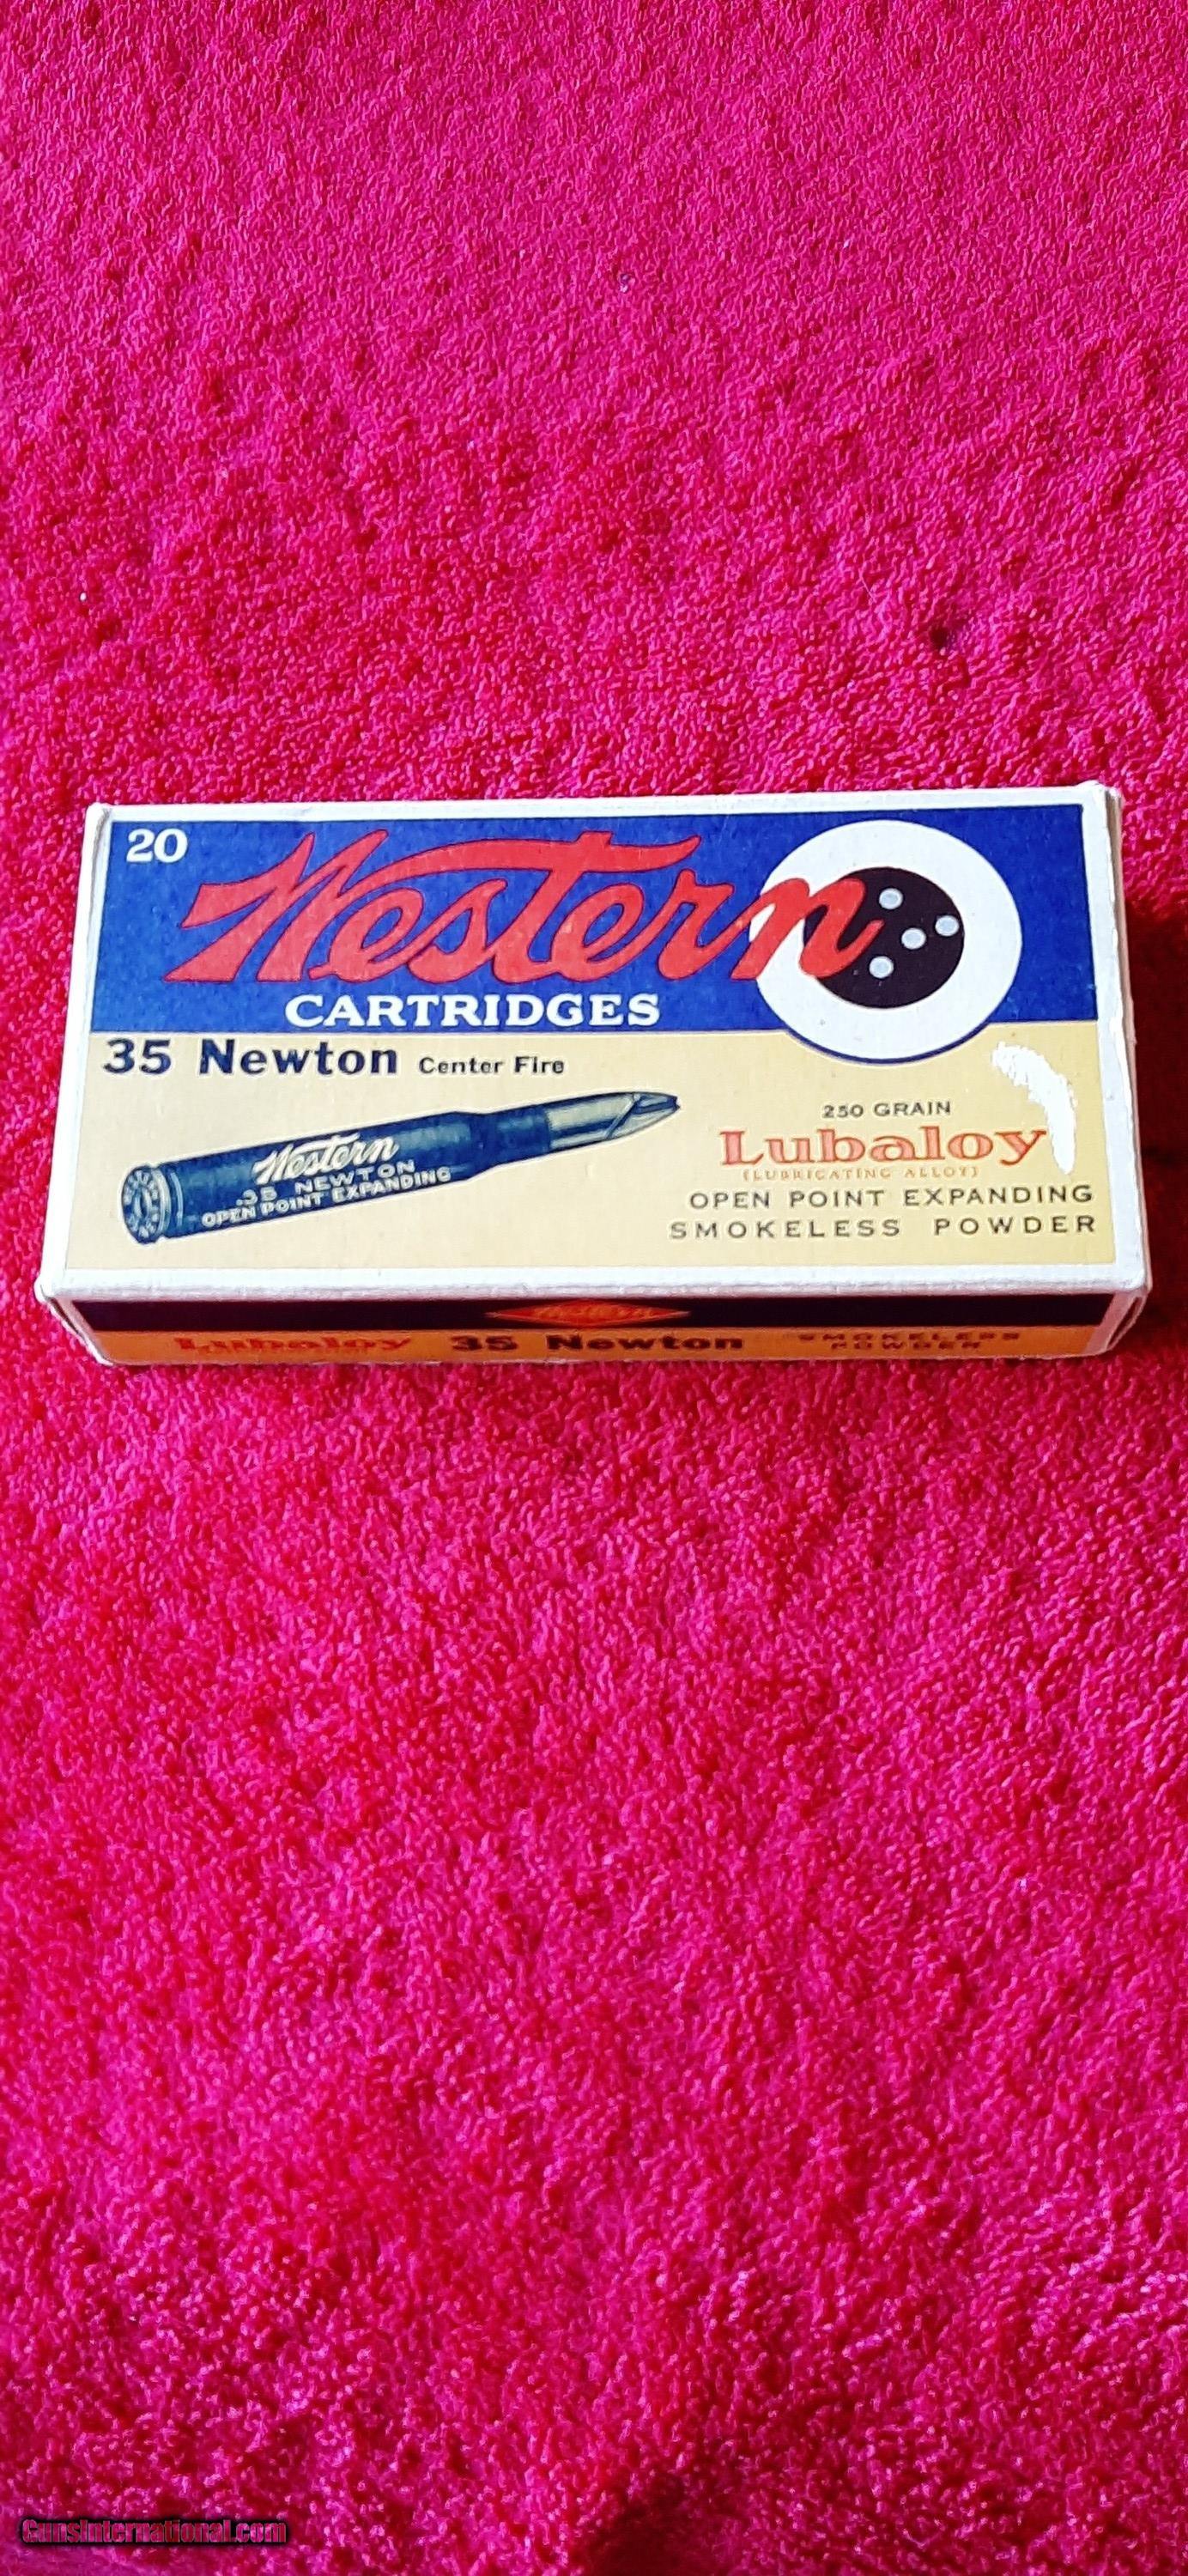 20
Western
CARTRIDGES
35 Newton Center Fire
Western
.35 NEWTON
OPEN POINT EXPANDING
250 GRAIN
Lubaloy
(LUBRICATING ALLOY)
OPEN POINT EXPANDING
SMOKELESS POWDER
Western
Lubaloy 35 Newton SMOKELESS
POWDER
GunsInternational.com